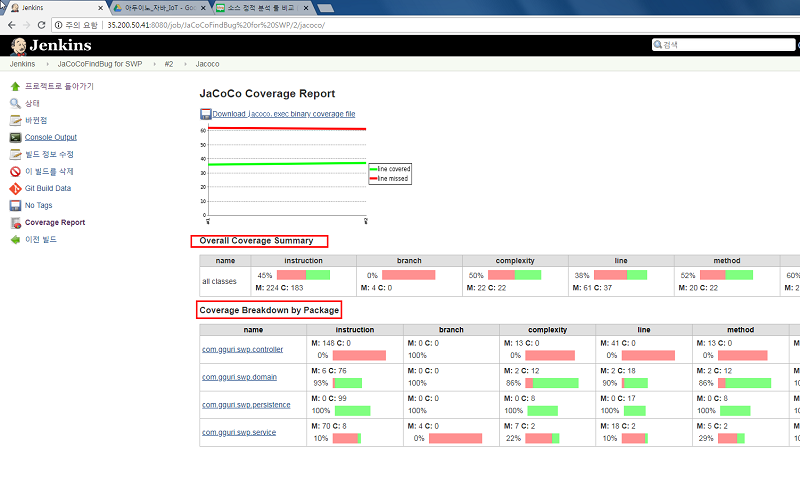 Jenkins
아두이노,자바,IoT - Goo
소스 정적 분석 툴 비교
주의 요함 35.200.50.41:8080/job/JaCoCoFindBug%20for%20SWP/2/jacoco/
Jenkins
검색
Jenkins JaCoCoFindBug for SWP #2 Jacoco
프로젝트로 돌아가기
상태
바뀐점
Console Output
빌드 정보 수정
이 빌드를 삭제
Git Build Data
No Tags
Coverage Report
이전 빌드
JaCoCo Coverage Report
Download jacoco.exec binary coverage file
60
50
40
30
20
10
0
#1 #2
line covered
line missed
Overall Coverage Summary
name instruction branch complexity line method
all classes 45% 0% 50% 38% 52% 60%
M: 224 C: 183 M: 4 C: 0 M: 22 C: 22 M: 61 C: 37 M: 20 C: 22 M: 2
Coverage Breakdown by Package
name instruction branch complexity line method
com.gguri.swp.controller M: 148 C: 0 M: 0 C: 0 M: 13 C: 0 M: 41 C: 0 M: 13 C: 0
0% 100% 0% 0% 0%
com.gguri.swp.domain M: 6 C: 76 M: 0 C: 0 M: 2 C: 12 M: 2 C: 18 M: 2 C: 12
93% 100% 86% 90% 86%
com.gguri.swp.persistence M: 0 C: 99 M: 0 C: 0 M: 0 C: 8 M: 0 C: 17 M: 0 C: 8
100% 100% 100% 100% 100%
com.gguri.swp.service M: 70 C: 8 M: 4 C: 0 M: 7 C: 2 M: 18 C: 2 M: 5 C: 2
10% 0% 22% 10% 29%